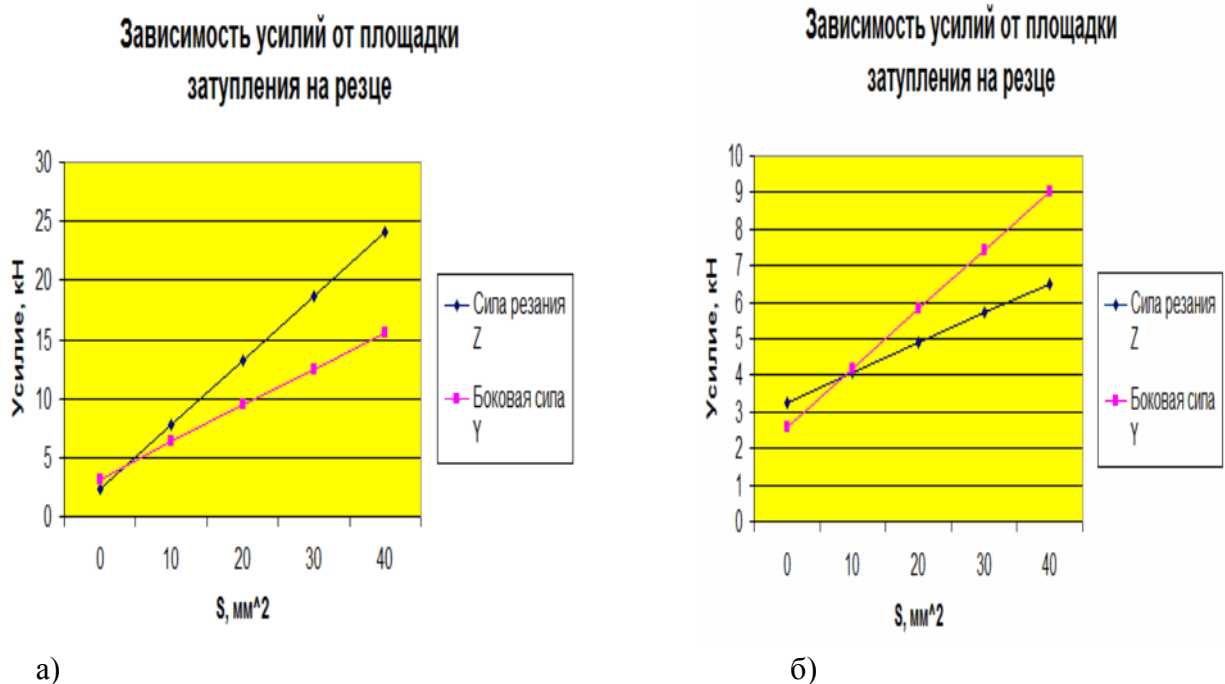 Зависимость усилий от площадки
затупления на резце
30
25
20
15
10
5
0
Усилие, кН
0 10 20 30 40
S, мм^2
Сила резания
Z
Боковая сила
Y
а)
Зависимость усилий от площадки
затупления на резце
10
9
8
7
6
5
4
3
2
1
0
Усилие, кН
0 10 20 30 40
S, мм^2
Сила резания
Z
Боковая сила
Y
б)